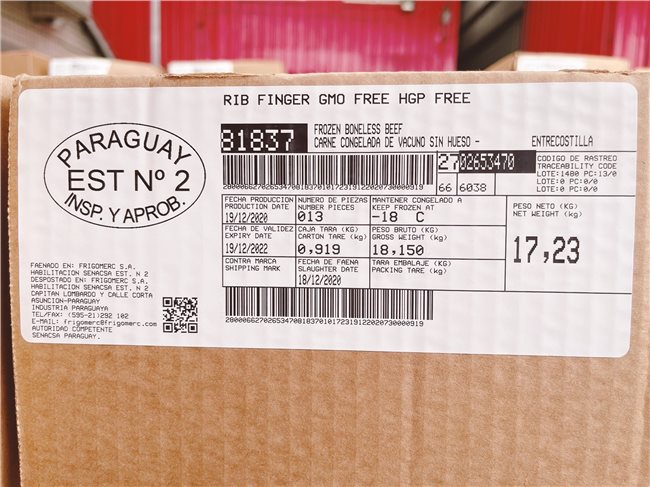 RIB FINGER GMO FREE HGP FREE
PARAGUAY
EST Nº 2
INSP. Y APROB.
81837
FROZEN BONELESS BEEF
CARNE CONGELADA DE VACUNO SIN HUESO -
ENTRECOSTILLA
2702653470
66 6038
CODIGO DE RASTREO
TRACEABILITY CODE
LOTE:1480 PC:13/0
LOTE:0 PC:0/0
LOTE:0 PC:0/0
FECHA PRODUCCION
PRODUCTION DATE
19/12/2020
NUMERO DE PIEZAS
NUMBER PIECES
013
MANTENER CONGELADO A
KEEP FROZEN AT
-18 C
FECHA DE VALIDEZ
EXPIRY DATE
19/12/2022
CAJA TARA (KG)
CARTON TARE (kg)
0,919
PESO BRUTO (KG)
GROSS WEIGHT (kg)
18,150
PESO NETO (KG)
NET WEIGHT (kg)
17,23
CONTRA MARCA
SHIPPING MARK
FECHA DE FAENA
SLAUGHTER DATE
18/12/2020
TARA EMBALAJE (KG)
PACKING TARE (kg)
FAENADO EN: FRIGOMERC S.A.
HABILITACION SENACSA EST. N 2
DESPOSTADO EN: FRIGOMERC S.A.
HABILITACION SENACSA EST. N 2
CAPITAN LOMBARDO Y CALLE CORTA
ASUNCION-PARAGUAY
INDUSTRIA PARAGUAYA
TEL/FAX: (595-21)292 102
E-MAIL: frigomerc@frigomerc.com
AUTORIDAD COMPETENTE
SENACSA PARAGUAY.